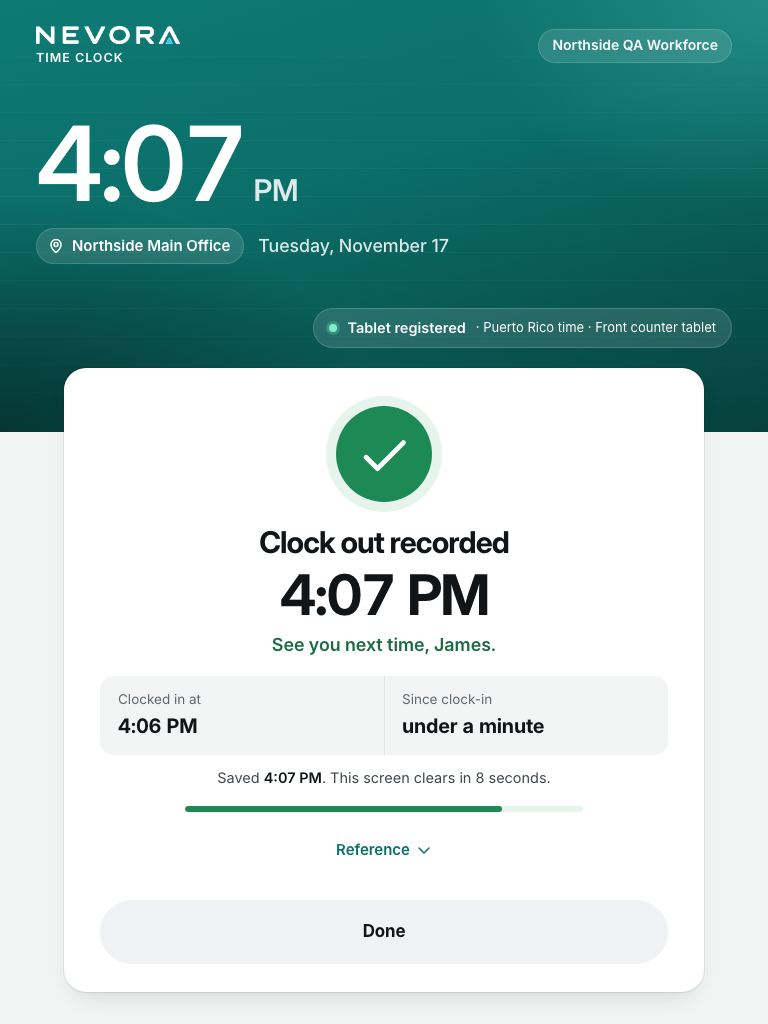 NEVORA
TIME CLOCK
Northside QA Workforce
4:07 PM
Northside Main Office
Tuesday, November 17
Tablet registered · Puerto Rico time · Front counter tablet
Clock out recorded
4:07 PM
See you next time, James.
Clocked in at
4:06 PM
Since clock-in
under a minute
Saved 4:07 PM. This screen clears in 8 seconds.
Reference
Done